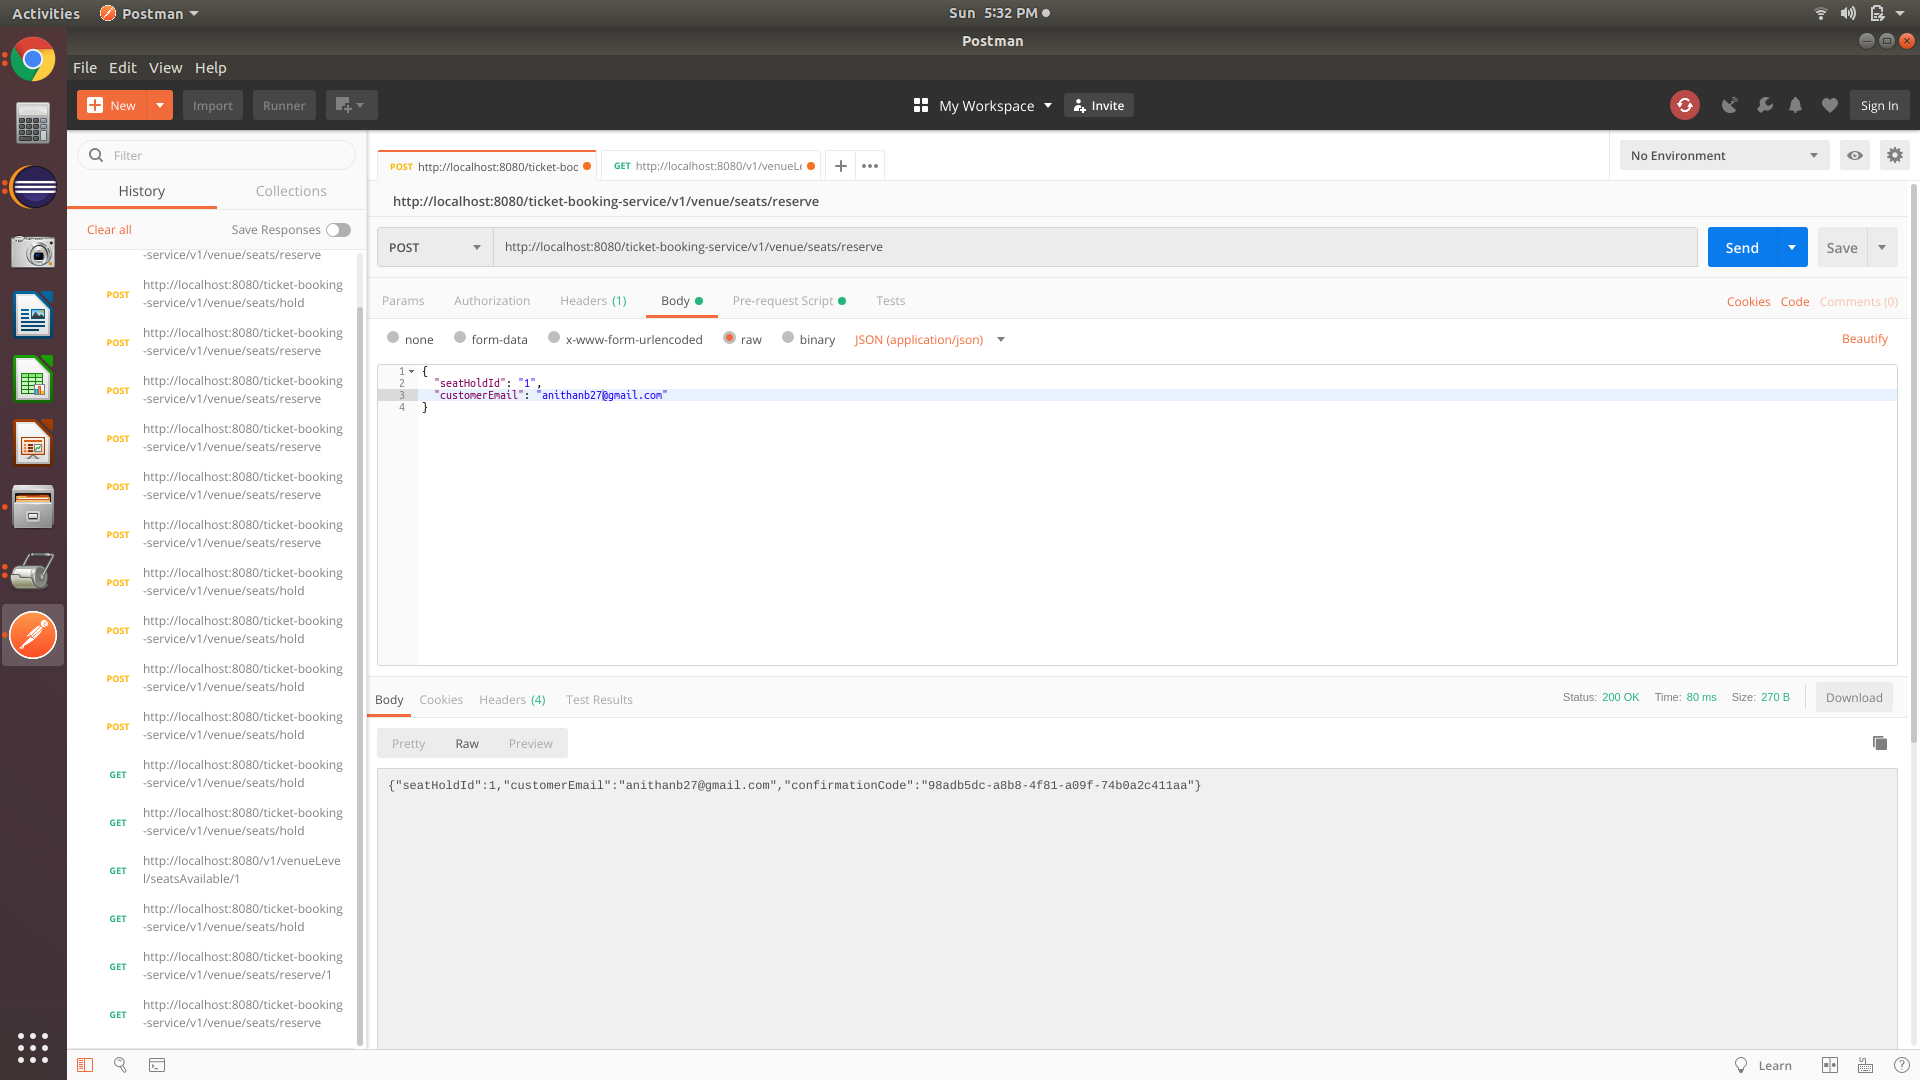 Activities Postman Sun 5:32 PM
Postman
File Edit View Help
New Import Runner My Workspace Invite Sign In
Filter
History Collections
Clear all Save Responses
-service/v1/venue/seats/reserve
POST http://localhost:8080/ticket-booking
-service/v1/venue/seats/hold
POST http://localhost:8080/ticket-booking
-service/v1/venue/seats/reserve
POST http://localhost:8080/ticket-booking
-service/v1/venue/seats/reserve
POST http://localhost:8080/ticket-booking
-service/v1/venue/seats/reserve
POST http://localhost:8080/ticket-booking
-service/v1/venue/seats/reserve
POST http://localhost:8080/ticket-booking
-service/v1/venue/seats/reserve
POST http://localhost:8080/ticket-booking
-service/v1/venue/seats/hold
POST http://localhost:8080/ticket-booking
-service/v1/venue/seats/hold
POST http://localhost:8080/ticket-booking
-service/v1/venue/seats/hold
POST http://localhost:8080/ticket-booking
-service/v1/venue/seats/hold
GET http://localhost:8080/ticket-booking
-service/v1/venue/seats/hold
GET http://localhost:8080/ticket-booking
-service/v1/venue/seats/hold
GET http://localhost:8080/v1/venueLeve
l/seatsAvailable/1
GET http://localhost:8080/ticket-booking
-service/v1/venue/seats/hold
GET http://localhost:8080/ticket-booking
-service/v1/venue/seats/reserve/1
GET http://localhost:8080/ticket-booking
-service/v1/venue/seats/reserve
POST http://localhost:8080/ticket-boo GET http://localhost:8080/v1/venueL No Environment
http://localhost:8080/ticket-booking-service/v1/venue/seats/reserve
POST http://localhost:8080/ticket-booking-service/v1/venue/seats/reserve Send Save
Params Authorization Headers (1) Body Pre-request Script Tests Cookies Code Comments (0)
none form-data x-www-form-urlencoded raw binary JSON (application/json) Beautify
1 {
2 "seatHoldId": "1",
3 "customerEmail": "anithanb27@gmail.com"
4 }
Body Cookies Headers (4) Test Results Status: 200 OK Time: 80 ms Size: 270 B Download
Pretty Raw Preview
{"seatHoldId":1,"customerEmail":"anithanb27@gmail.com","confirmationCode":"98adb5dc-a8b8-4f81-a09f-74b0a2c411aa"}
Learn